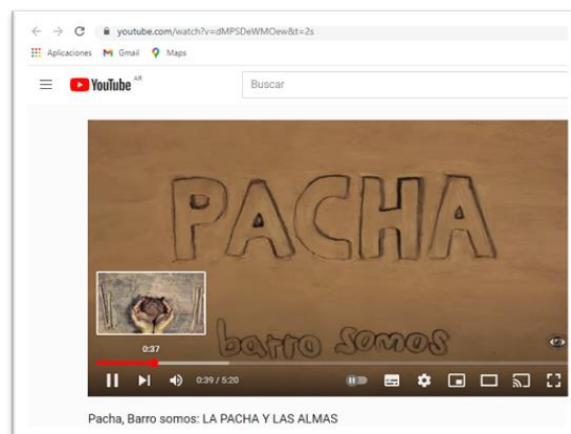 youtube.com/watch?v=dMPSDeWMOew&t=2s
Aplicaciones Gmail Maps
YouTube AR Buscar
PACHA
barro somos
0:37
0:39 / 5:20
Pacha, Barro somos: LA PACHA Y LAS ALMAS